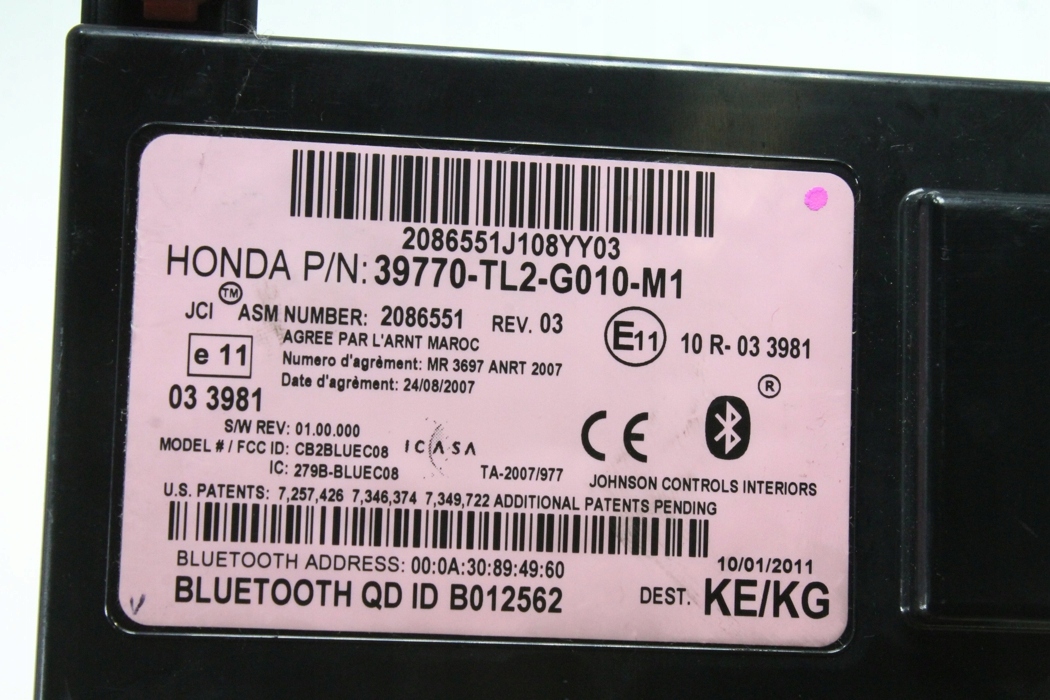 2086551J108YY03
HONDA P/N: 39770-TL2-G010-M1
JCI ™ ASM NUMBER: 2086551 REV. 03
AGREE PAR L'ARNT MAROC
Numero d'agrèment: MR 3697 ANRT 2007
Date d'agrèment: 24/08/2007
e 11
03 3981
E11 10 R- 03 3981
®
S/W REV: 01.00.000
MODEL # / FCC ID: CB2BLUEC08
IC: 279B-BLUEC08
ICASA
TA-2007/977
CE
JOHNSON CONTROLS INTERIORS
U.S. PATENTS: 7,257,426 7,346,374 7,349,722 ADDITIONAL PATENTS PENDING
BLUETOOTH ADDRESS: 00:0A:30:89:49:60
10/01/2011
BLUETOOTH QD ID B012562
DEST. KE/KG